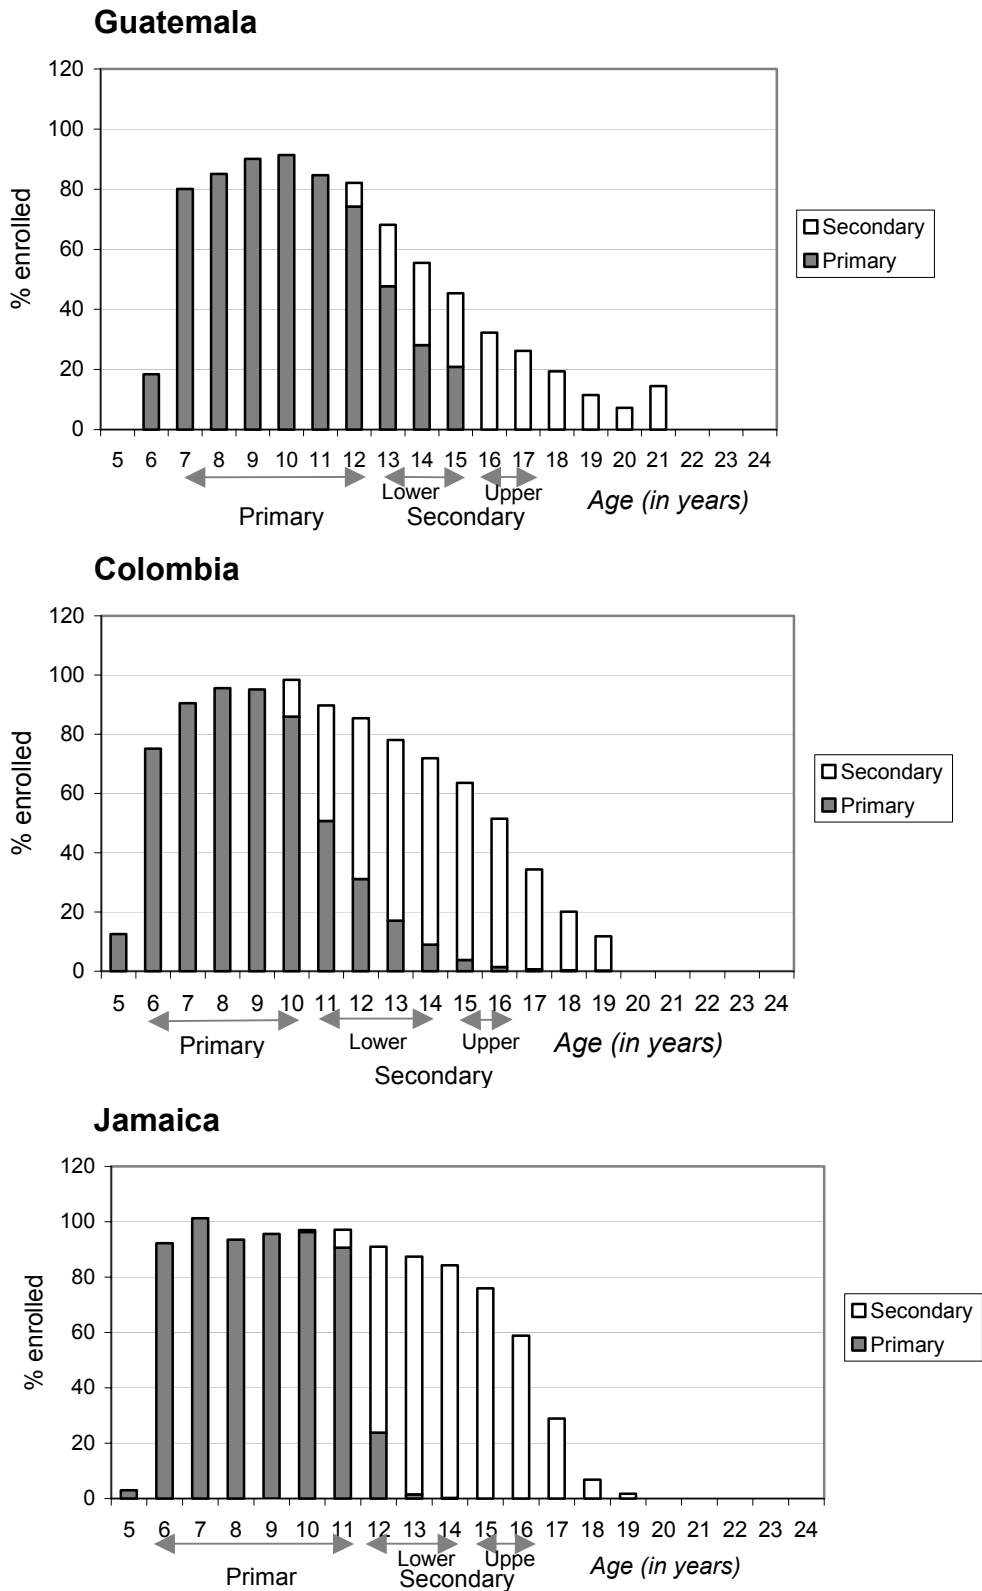 Guatemala
120
100
80
60
40
20
0
% enrolled
Secondary
Primary
5 6 7 8 9 10 11 12 13 14 15 16 17 18 19 20 21 22 23 24
Lower Upper
Primary Secondary
Age (in years)
Colombia
120
100
80
60
40
20
0
% enrolled
Secondary
Primary
5 6 7 8 9 10 11 12 13 14 15 16 17 18 19 20 21 22 23 24
Primary Lower Upper Age (in years)
Secondary
Jamaica
120
100
80
60
40
20
0
% enrolled
Secondary
Primary
5 6 7 8 9 10 11 12 13 14 15 16 17 18 19 20 21 22 23 24
Lower Uppe Age (in years)
Primar Secondary